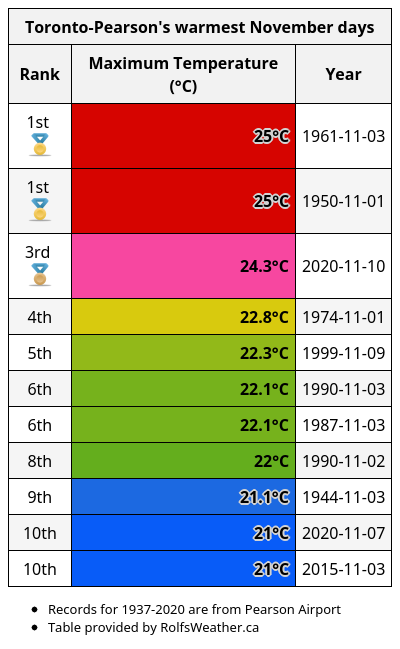 Toronto-Pearson's warmest November days
Rank Maximum Temperature (°C) Year
1st 25°C 1961-11-03
1st 25°C 1950-11-01
3rd 24.3°C 2020-11-10
4th 22.8°C 1974-11-01
5th 22.3°C 1999-11-09
6th 22.1°C 1990-11-03
6th 22.1°C 1987-11-03
8th 22°C 1990-11-02
9th 21.1°C 1944-11-03
10th 21°C 2020-11-07
10th 21°C 2015-11-03
• Records for 1937-2020 are from Pearson Airport
• Table provided by RolfsWeather.ca